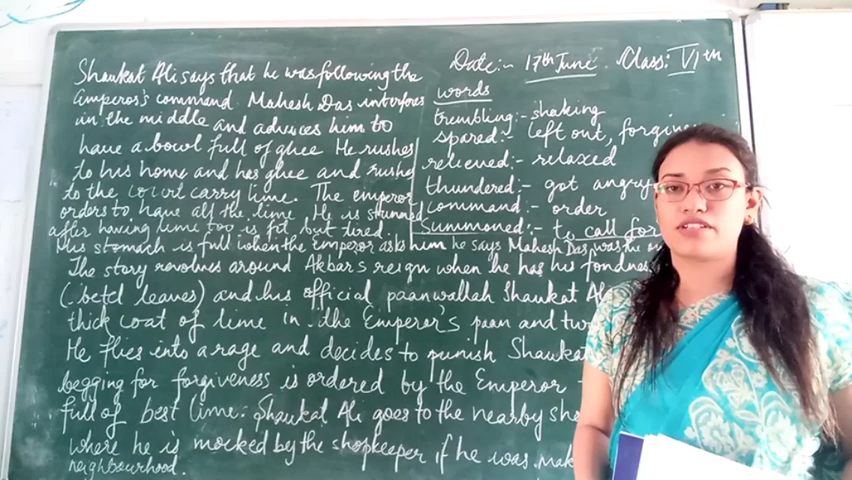 Date:- 17th June. Class: VIth
words
trembling:- shaking
spared:- left out, forgiven
relieved:- relaxed
thundered:- got angry
command:- order
Summoned:- to call for
Shaukat Ali says that he was following the
Emperor's command. Mahesh Das interferes
in the middle and advices him to
have a bowl full of ghee. He rushes
to his home and has ghee and rushes
to the court carry lime. The emperor
orders to have all the lime. He is stunned
after having lime too is fit but tired.
His stomach is full when the Emperor asks him he says Mahesh Das was the
The story revolves around Akbar's reign when he has his fondness
(betel leaves) and his official paanwallah Shaukat Ali
thick coat of lime in the Emperor's paan and
He flies into a rage and decides to punish Shaukat
begging for forgiveness is ordered by the Emperor
full of best lime. Shaukat Ali goes to the nearby
where he is mocked by the shopkeeper if he was
neighbourhood.